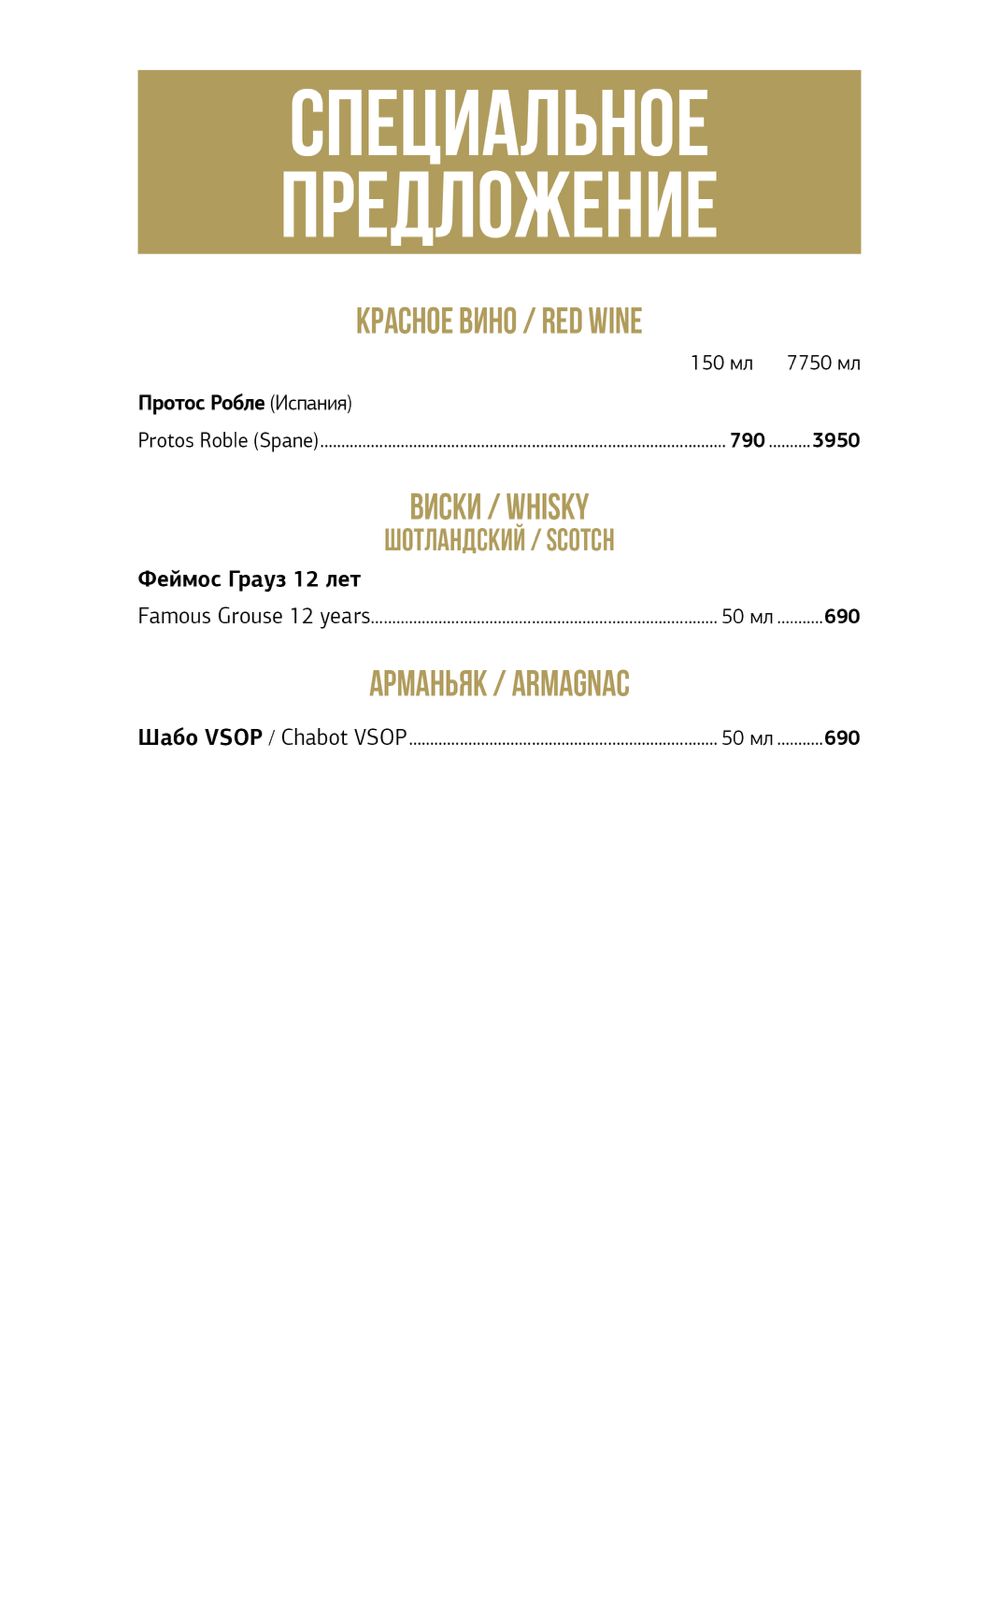 СПЕЦИАЛЬНОЕ
ПРЕДЛОЖЕНИЕ
КРАСНОЕ ВИНО / RED WINE
150 мл 7750 мл
Протос Робле (Испания)
Protos Roble (Spane)........790........3950
ВИСКИ / WHISKY
ШОТЛАНДСКИЙ / SCOTCH
Феймос Грауз 12 лет
Famous Grouse 12 years........50 мл........690
АРМАНЬЯК / ARMAGNAC
Шабо VSOP / Chabot VSOP........50 мл........690